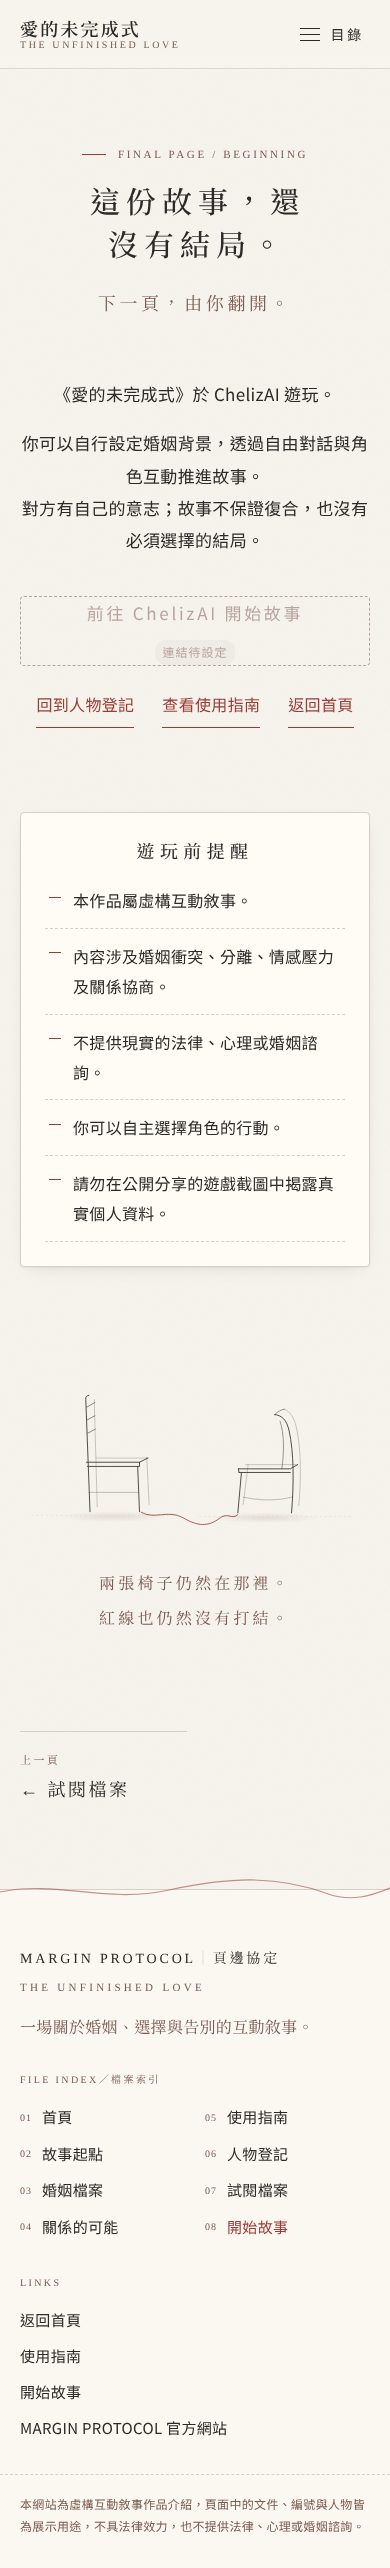 愛的未完成式
THE UNFINISHED LOVE
目錄
FINAL PAGE / BEGINNING
這份故事，還
沒有結局。
下一頁，由你翻開。
《愛的未完成式》於 ChelizAI 遊玩。
你可以自行設定婚姻背景，透過自由對話與角
色互動推進故事。
對方有自己的意志；故事不保證復合，也沒有
必須選擇的結局。
前往 ChelizAI 開始故事
連結待設定
回到人物登記
查看使用指南
返回首頁
遊玩前提醒
本作品屬虛構互動敘事。
內容涉及婚姻衝突、分離、情感壓力
及關係協商。
不提供現實的法律、心理或婚姻諮
詢。
你可以自主選擇角色的行動。
請勿在公開分享的遊戲截圖中揭露真
實個人資料。
兩張椅子仍然在那裡。
紅線也仍然沒有打結。
上一頁
← 試閱檔案
MARGIN PROTOCOL｜頁邊協定
THE UNFINISHED LOVE
一場關於婚姻、選擇與告別的互動敘事。
FILE INDEX／檔案索引
01 首頁
02 故事起點
03 婚姻檔案
04 關係的可能
05 使用指南
06 人物登記
07 試閱檔案
08 開始故事
LINKS
返回首頁
使用指南
開始故事
MARGIN PROTOCOL 官方網站
本網站為虛構互動敘事作品介紹，頁面中的文件、編號與人物皆
為展示用途，不具法律效力，也不提供法律、心理或婚姻諮詢。